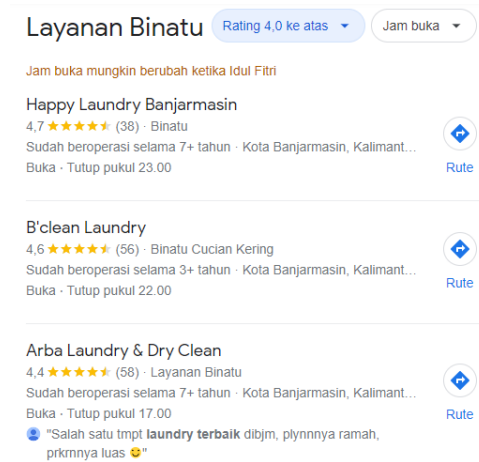 Layanan Binatu
Rating 4,0 ke atas
Jam buka
Jam buka mungkin berubah ketika Idul Fitri
Happy Laundry Banjarmasin
4,7 ★★★★★ (38) · Binatu
Sudah beroperasi selama 7+ tahun · Kota Banjarmasin, Kalimant...
Buka · Tutup pukul 23.00
Rute
B'clean Laundry
4,6 ★★★★★ (56) · Binatu Cucian Kering
Sudah beroperasi selama 3+ tahun · Kota Banjarmasin, Kalimant...
Buka · Tutup pukul 22.00
Rute
Arba Laundry & Dry Clean
4,4 ★★★★★ (58) · Layanan Binatu
Sudah beroperasi selama 7+ tahun · Kota Banjarmasin, Kalimant...
Buka · Tutup pukul 17.00
Rute
"Salah satu tmpt laundry terbaik dibjm, plynnnya ramah,
prkrnnya luas 😊"